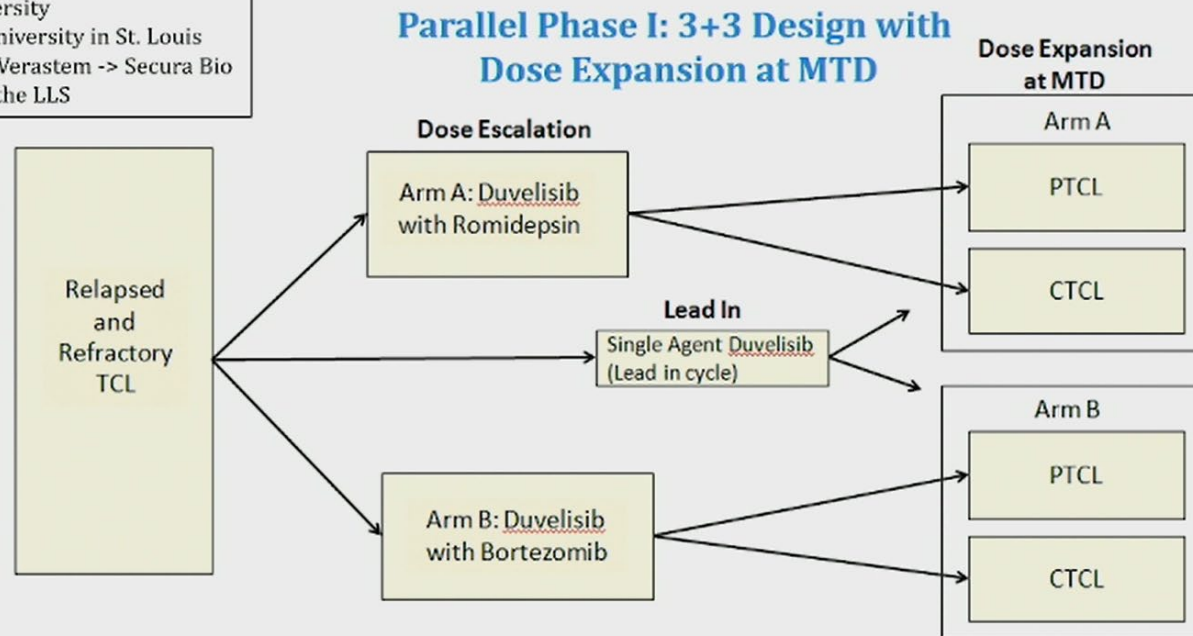 niversity in St. Louis
Verastem -> Secura Bio
the LLS
Parallel Phase I: 3+3 Design with
Dose Expansion at MTD
Dose Expansion
at MTD
Dose Escalation
Arm A
Arm A: Duvelisib
with Romidepsin
PTCL
CTCL
Relapsed
and
Refractory
TCL
Lead In
Single Agent Duvelisib
(Lead in cycle)
Arm B
PTCL
Arm B: Duvelisib
with Bortezomib
CTCL